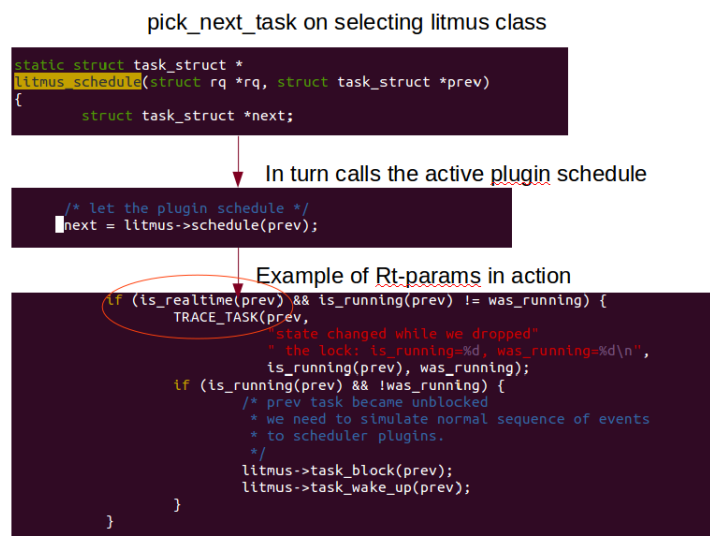 pick_next_task on selecting litmus class
static struct task_struct *
litmus_schedule(struct rq *rq, struct task_struct *prev)
{
        struct task_struct *next;
In turn calls the active plugin schedule
/* let the plugin schedule */
next = litmus->schedule(prev);
Example of Rt-params in action
if (is_realtime(prev) && is_running(prev) != was_running) {
        TRACE_TASK(prev,
                   "state changed while we dropped"
                   " the lock: is_running=%d, was_running=%d\n",
                   is_running(prev), was_running);
        if (is_running(prev) && !was_running) {
                /* prev task became unblocked
                 * we need to simulate normal sequence of events
                 * to scheduler plugins.
                 */
                litmus->task_block(prev);
                litmus->task_wake_up(prev);
        }
}